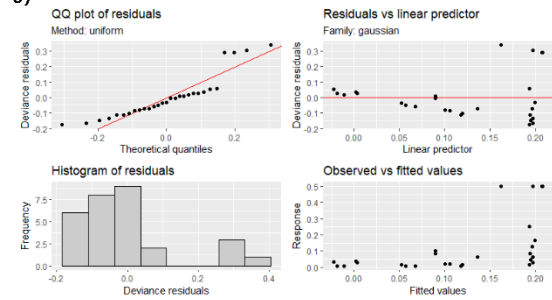 QQ plot of residuals
Method: uniform
Deviance residuals
0.3
0.2
0.1
0.0
-0.1
-0.2
-0.2
0.0
0.2
Theoretical quantiles
Residuals vs linear predictor
Family: gaussian
Deviance residuals
0.3
0.2
0.1
0.0
-0.1
-0.2
0.00
0.05
0.10
0.15
0.20
Linear predictor
Histogram of residuals
Frequency
7.5
5.0
2.5
0.0
-0.2
0.0
0.2
0.4
Deviance residuals
Observed vs fitted values
Response
0.5
0.4
0.3
0.2
0.1
0.0
0.00
0.05
0.10
0.15
0.20
Fitted values